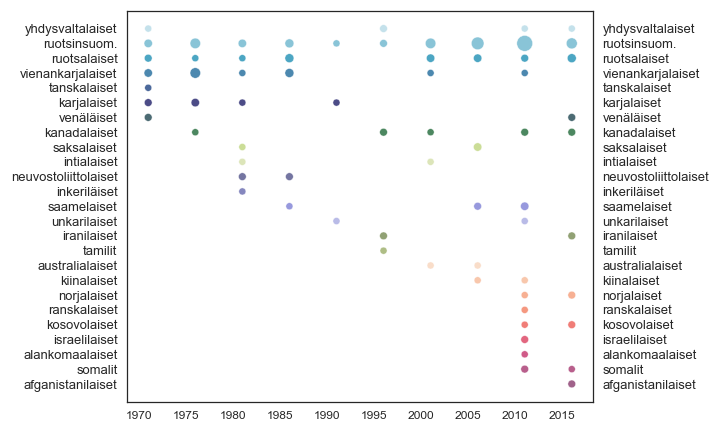 yhdysvaltalaiset yhdysvaltalaiset
ruotsinsuom. ruotsinsuom.
ruotsalaiset ruotsalaiset
vienankarjalaiset vienankarjalaiset
tanskalaiset tanskalaiset
karjalaiset karjalaiset
venäläiset venäläiset
kanadalaiset kanadalaiset
saksalaiset saksalaiset
intialaiset intialaiset
neuvostoliittolaiset neuvostoliittolaiset
inkeriläiset inkeriläiset
saamelaiset saamelaiset
unkarilaiset unkarilaiset
iranilaiset iranilaiset
tamilit tamilit
australialaiset australialaiset
kiinalaiset kiinalaiset
norjalaiset norjalaiset
ranskalaiset ranskalaiset
kosovolaiset kosovolaiset
israelilaiset israelilaiset
alankomaalaiset alankomaalaiset
somalit somalit
afganistanilaiset afganistanilaiset
1970 1975 1980 1985 1990 1995 2000 2005 2010 2015